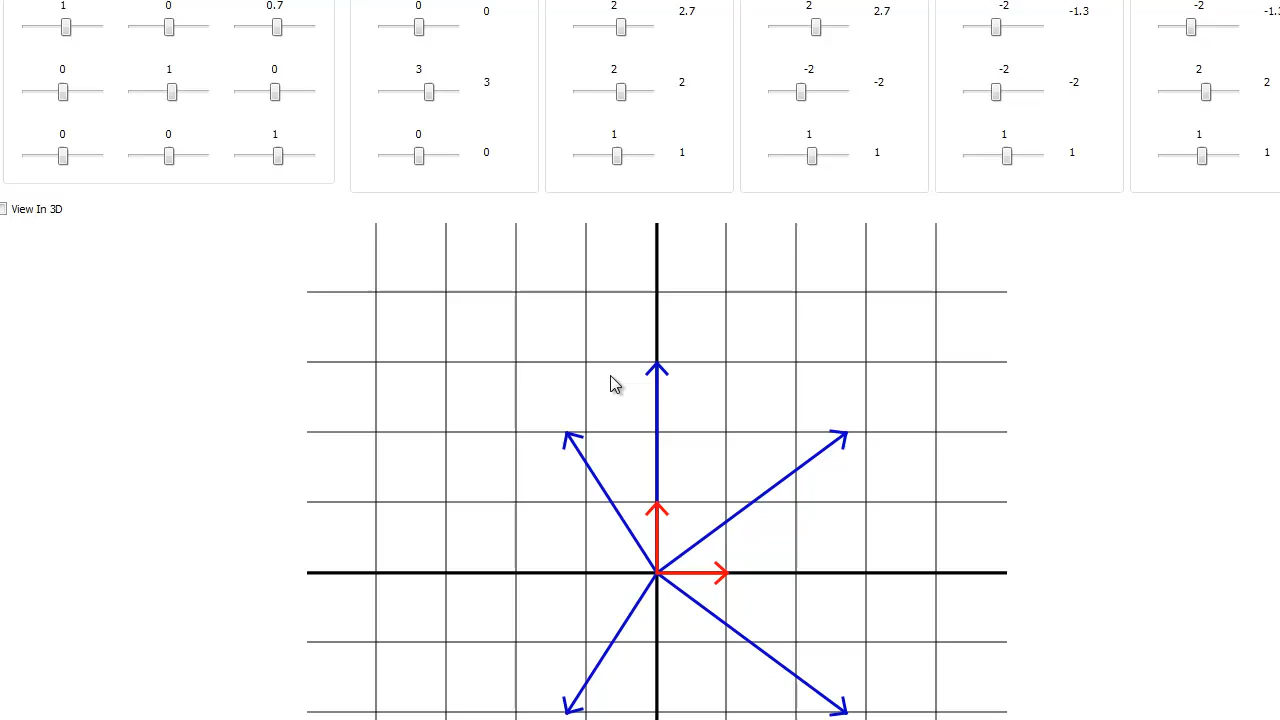 1 0 0.7 0 0 2 2.7 2 2.7 -2 -1.3 -2
0 1 0 3 3 2 2 -2 -2 -2 -2 2 2
0 0 1 0 0 1 1 1 1 1 1 1 1
View In 3D